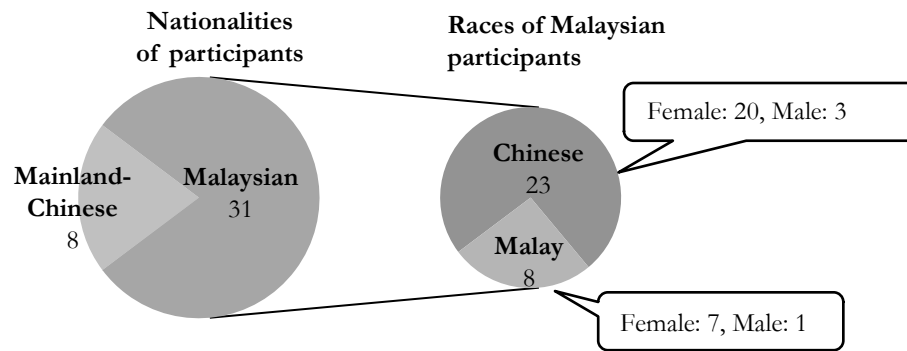 Nationalities
of participants
Races of Malaysian
participants
Female: 20, Male: 3
Mainland-
Chinese
8
Malaysian
31
Chinese
23
Malay
8
Female: 7, Male: 1